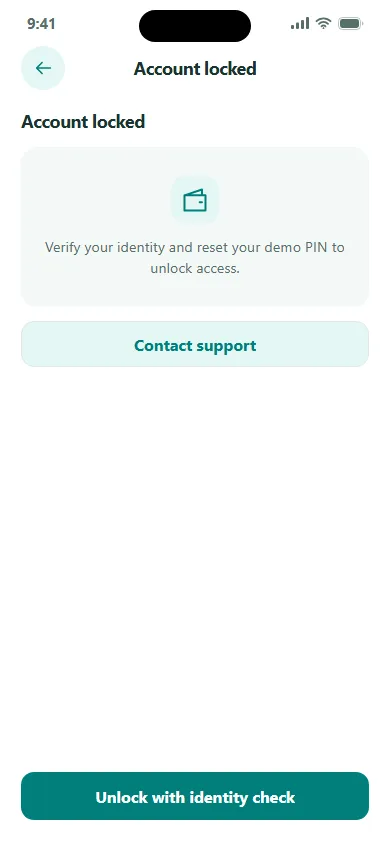 9:41
Account locked
Account locked
Verify your identity and reset your demo PIN to
unlock access.
Contact support
Unlock with identity check